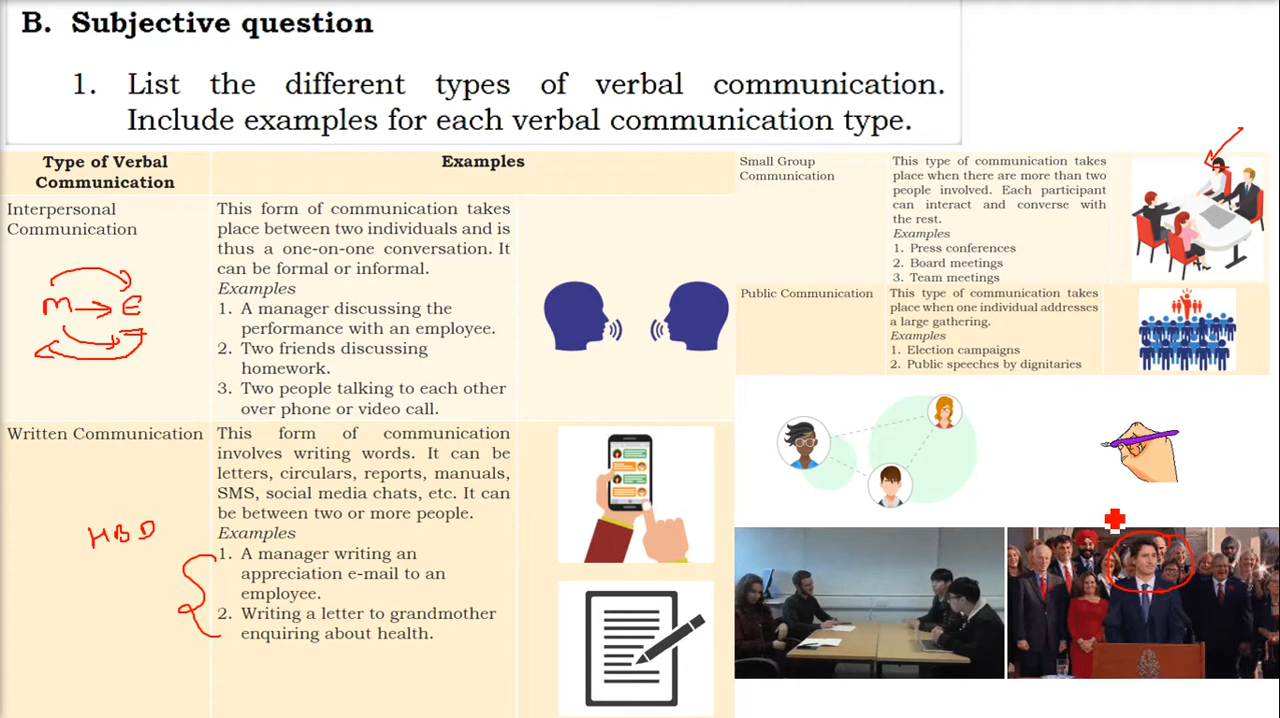 B. Subjective question
1. List the different types of verbal communication.
Include examples for each verbal communication type.
Type of Verbal
Communication
Examples
Interpersonal
Communication
This form of communication takes
place between two individuals and is
thus a one-on-one conversation. It
can be formal or informal.
Examples
1. A manager discussing the
performance with an employee.
2. Two friends discussing
homework.
3. Two people talking to each other
over phone or video call.
M → E
Written Communication
This form of communication
involves writing words. It can be
letters, circulars, reports, manuals,
SMS, social media chats, etc. It can
be between two or more people.
Examples
1. A manager writing an
appreciation e-mail to an
employee.
2. Writing a letter to grandmother
enquiring about health.
HBD
Small Group
Communication
This type of communication takes
place when there are more than two
people involved. Each participant
can interact and converse with
the rest.
Examples
1. Press conferences
2. Board meetings
3. Team meetings
Public Communication
This type of communication takes
place when one individual addresses
a large gathering.
Examples
1. Election campaigns
2. Public speeches by dignitaries